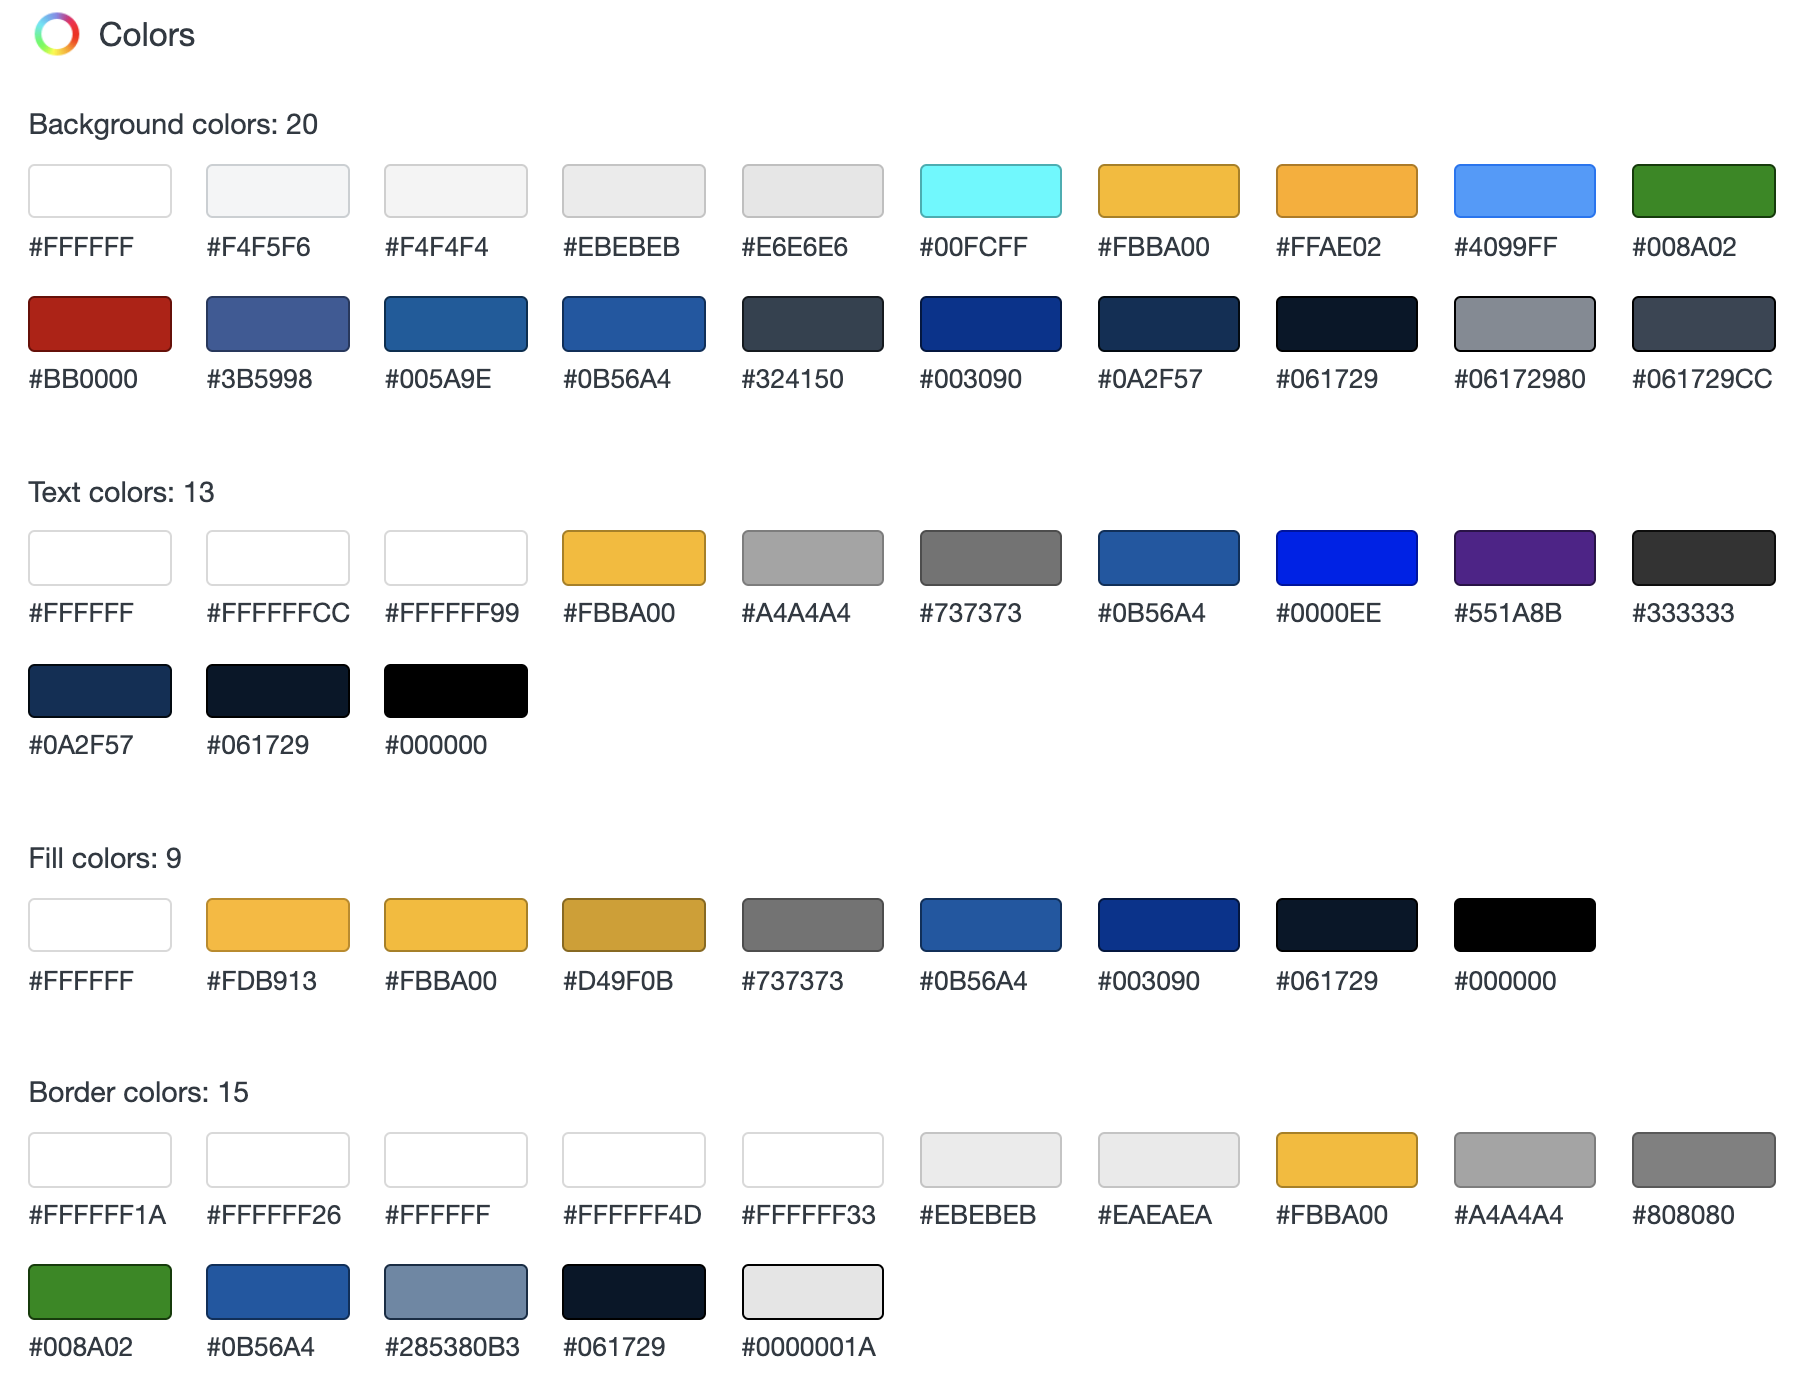 Colors
Background colors: 20
#FFFFFF #F4F5F6 #F4F4F4 #EBEBEB #E6E6E6 #00FCFF #FBBA00 #FFAE02 #4099FF #008A02
#BB0000 #3B5998 #005A9E #0B56A4 #324150 #003090 #0A2F57 #061729 #06172980 #061729CC
Text colors: 13
#FFFFFF #FFFFFFCC #FFFFFF99 #FBBA00 #A4A4A4 #737373 #0B56A4 #0000EE #551A8B #333333
#0A2F57 #061729 #000000
Fill colors: 9
#FFFFFF #FDB913 #FBBA00 #D49F0B #737373 #0B56A4 #003090 #061729 #000000
Border colors: 15
#FFFFFF1A #FFFFFF26 #FFFFFF #FFFFFF4D #FFFFFF33 #EBEBEB #EAEAEA #FBBA00 #A4A4A4 #808080
#008A02 #0B56A4 #285380B3 #061729 #0000001A